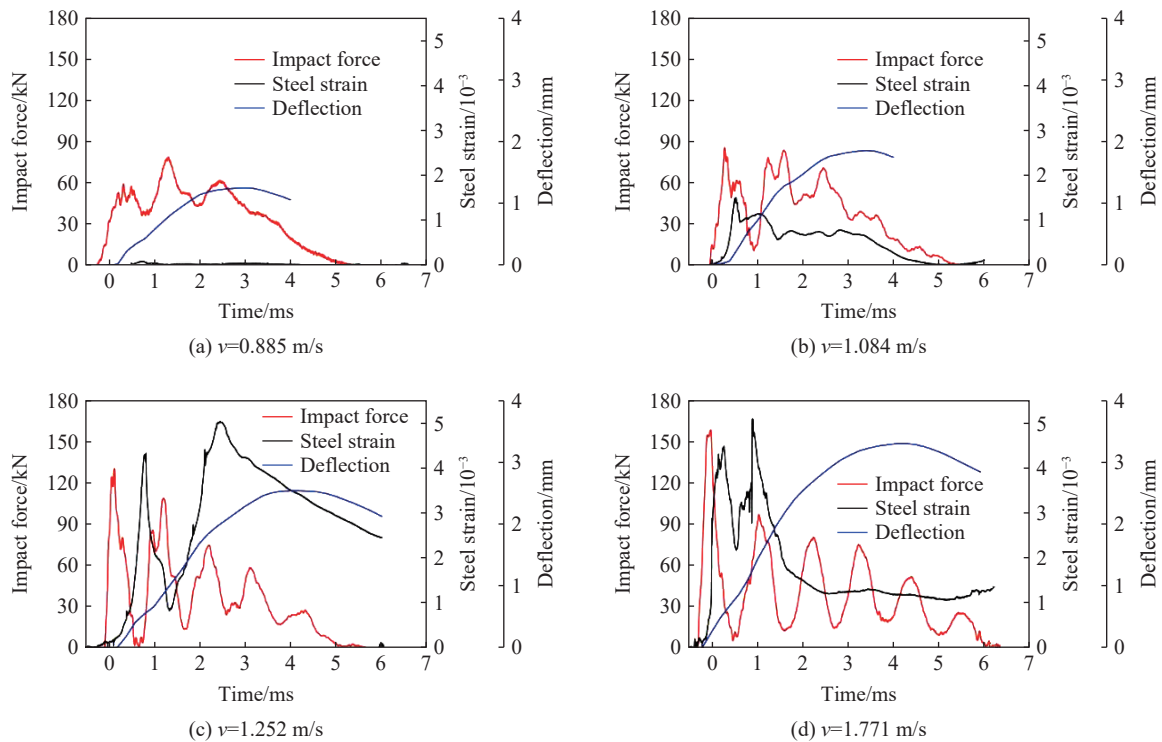 180
150
120
90
60
30
0
Impact force/kN
0 1 2 3 4 5 6 7
Time/ms
5
4
3
2
1
0
Steel strain/10⁻³
4
3
2
1
0
Deflection/mm
Impact force
Steel strain
Deflection
(a) v=0.885 m/s
180
150
120
90
60
30
0
Impact force/kN
0 1 2 3 4 5 6 7
Time/ms
5
4
3
2
1
0
Steel strain/10⁻³
4
3
2
1
0
Deflection/mm
Impact force
Steel strain
Deflection
(b) v=1.084 m/s
180
150
120
90
60
30
0
Impact force/kN
0 1 2 3 4 5 6 7
Time/ms
5
4
3
2
1
0
Steel strain/10⁻³
4
3
2
1
0
Deflection/mm
Impact force
Steel strain
Deflection
(c) v=1.252 m/s
180
150
120
90
60
30
0
Impact force/kN
0 1 2 3 4 5 6 7
Time/ms
5
4
3
2
1
0
Steel strain/10⁻³
4
3
2
1
0
Deflection/mm
Impact force
Steel strain
Deflection
(d) v=1.771 m/s